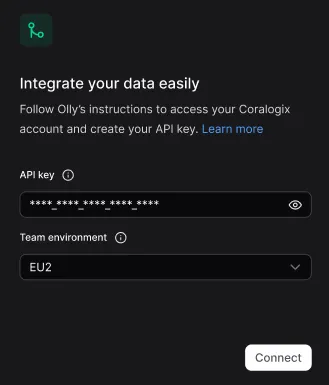 Integrate your data easily
Follow Olly's instructions to access your Coralogix
account and create your API key. Learn more
API key
****_****_****_****_****
Team environment
EU2
Connect